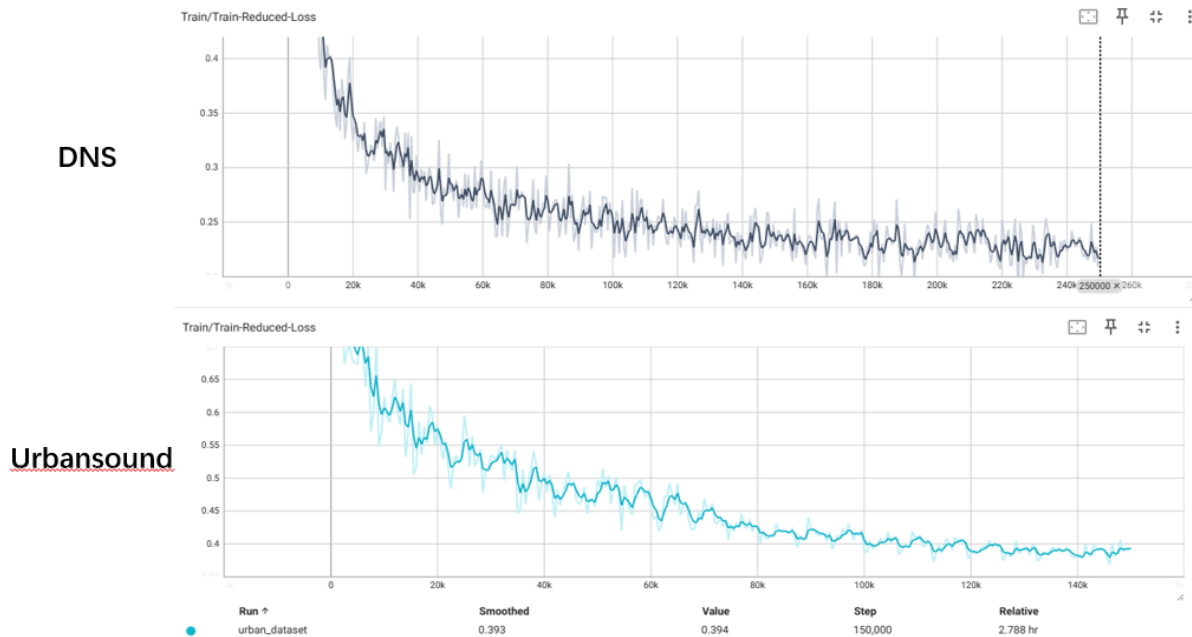 Train/Train-Reduced-Loss
0.4
0.35
DNS
0.3
0.25
0 20k 40k 60k 80k 100k 120k 140k 160k 180k 200k 220k 240k 250000 × 260k
Train/Train-Reduced-Loss
0.65
0.6
0.55
Urbansound
0.5
0.45
0.4
0 20k 40k 60k 80k 100k 120k 140k
Run ↑ Smoothed Value Step Relative
urban_dataset 0.393 0.394 150,000 2.788 hr